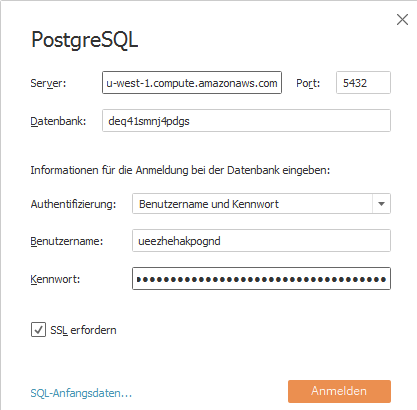 PostgreSQL
Server: u-west-1.compute.amazonaws.com Port: 5432
Datenbank: deq41smnj4pdgs
Informationen für die Anmeldung bei der Datenbank eingeben:
Authentifizierung: Benutzername und Kennwort
Benutzername: ueezhehakpognd
Kennwort:
SSL erfordern
SQL-Anfangsdaten... Anmelden